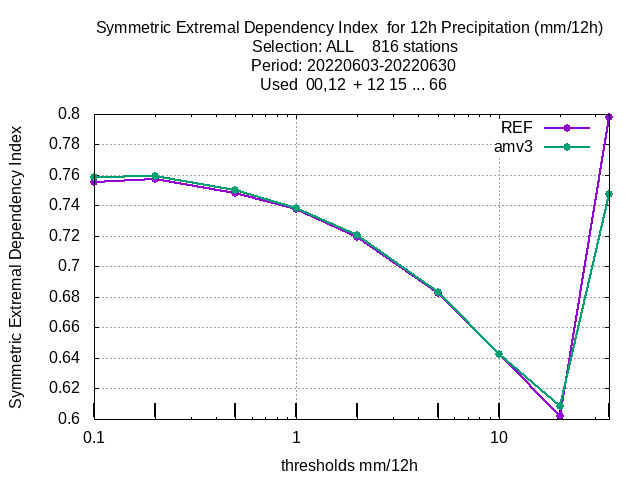 Symmetric Extremal Dependency Index  for 12h Precipitation (mm/12h)
Selection: ALL    816 stations
Period: 20220603-20220630
Used  00,12  + 12 15 ... 66
Symmetric Extremal Dependency Index
0.8
0.78
0.76
0.74
0.72
0.7
0.68
0.66
0.64
0.62
0.6
REF
amv3
0.1
1
10
thresholds mm/12h